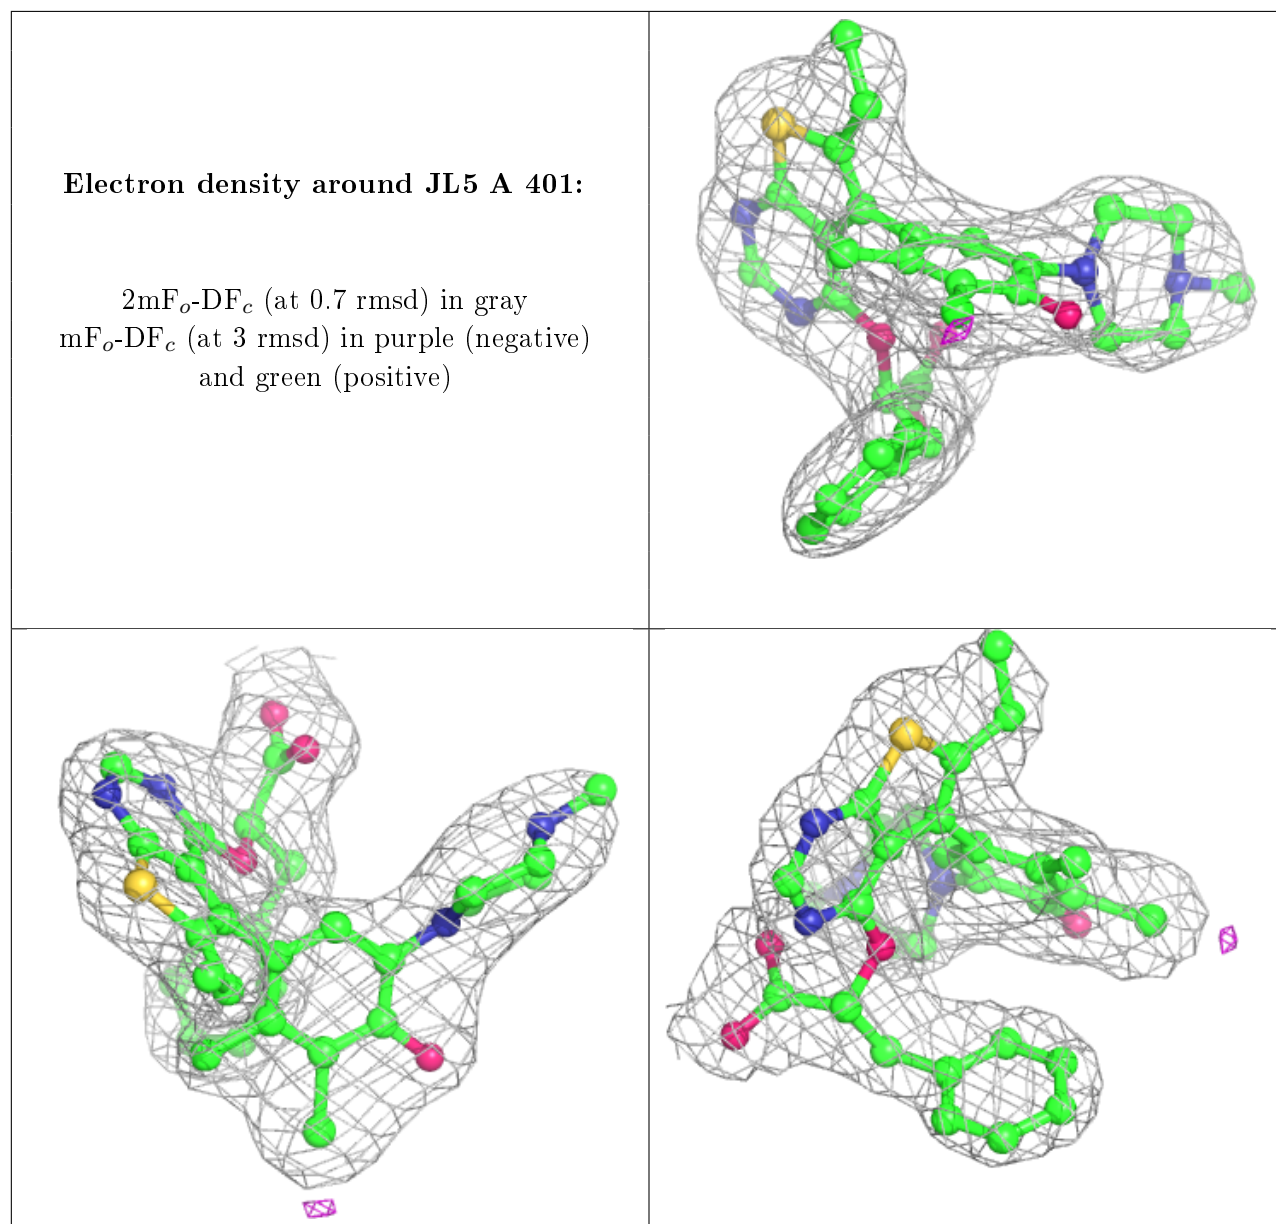 Electron density around JL5 A 401:
2mFₒ-DF𝒸 (at 0.7 rmsd) in gray
mFₒ-DF𝒸 (at 3 rmsd) in purple (negative)
and green (positive)